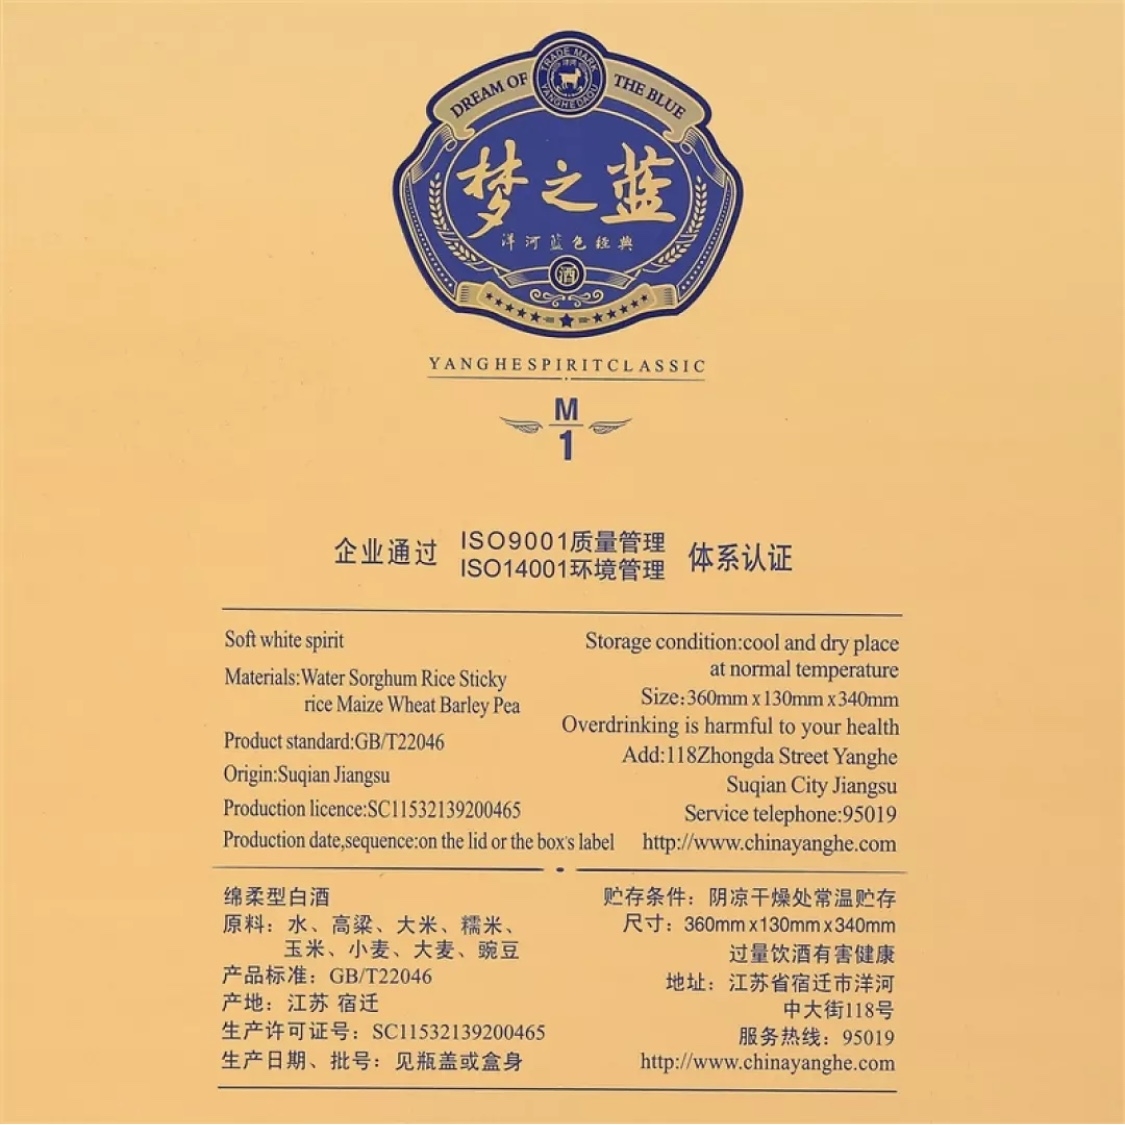 TRADE MARK
洋河
DREAM OF
THE BLUE
YANGHE DAQU
梦之蓝
洋河蓝色经典
酒
YANGHESPIRITCLASSIC
M
1
企业通过 ISO9001质量管理 体系认证
ISO14001环境管理
Soft white spirit
Materials:Water Sorghum Rice Sticky
rice Maize Wheat Barley Pea
Product standard:GB/T22046
Origin:Suqian Jiangsu
Production licence:SC11532139200465
Production date,sequence:on the lid or the box's label
Storage condition:cool and dry place
at normal temperature
Size:360mm x130mm x340mm
Overdrinking is harmful to your health
Add:118Zhongda Street Yanghe
Suqian City Jiangsu
Service telephone:95019
http://www.chinayanghe.com
绵柔型白酒
原料：水、高粱、大米、糯米、
玉米、小麦、大麦、豌豆
产品标准：GB/T22046
产地：江苏 宿迁
生产许可证号：SC11532139200465
生产日期、批号：见瓶盖或盒身
贮存条件：阴凉干燥处常温贮存
尺寸：360mm x130mm x340mm
过量饮酒有害健康
地址：江苏省宿迁市洋河
中大街118号
服务热线：95019
http://www.chinayanghe.com